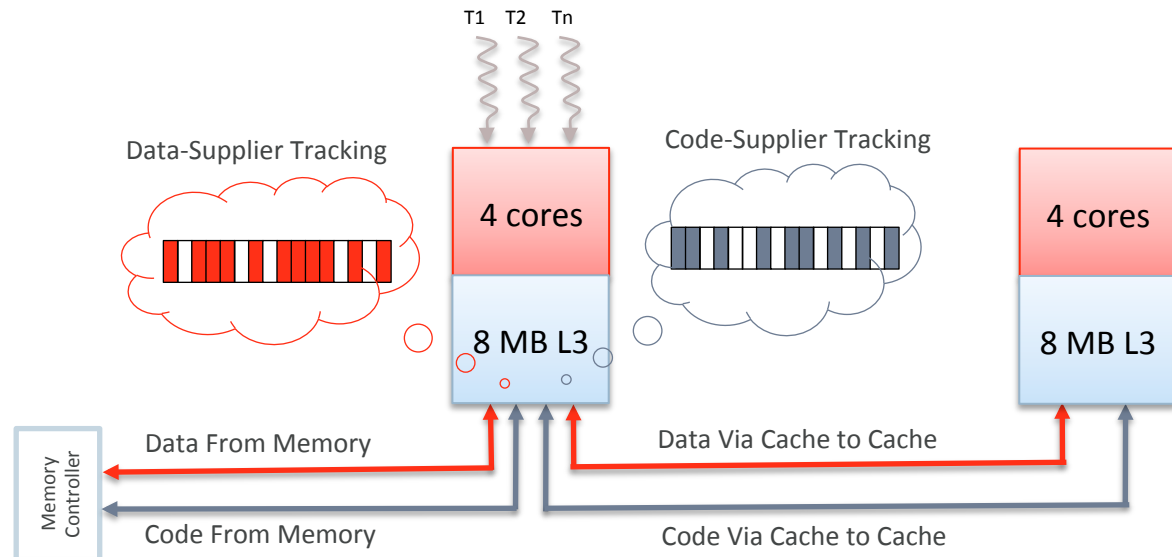 T1 T2 Tn
Data-Supplier Tracking
Code-Supplier Tracking
4 cores
4 cores
8 MB L3
8 MB L3
Data From Memory
Data Via Cache to Cache
Memory
Controller
Code From Memory
Code Via Cache to Cache